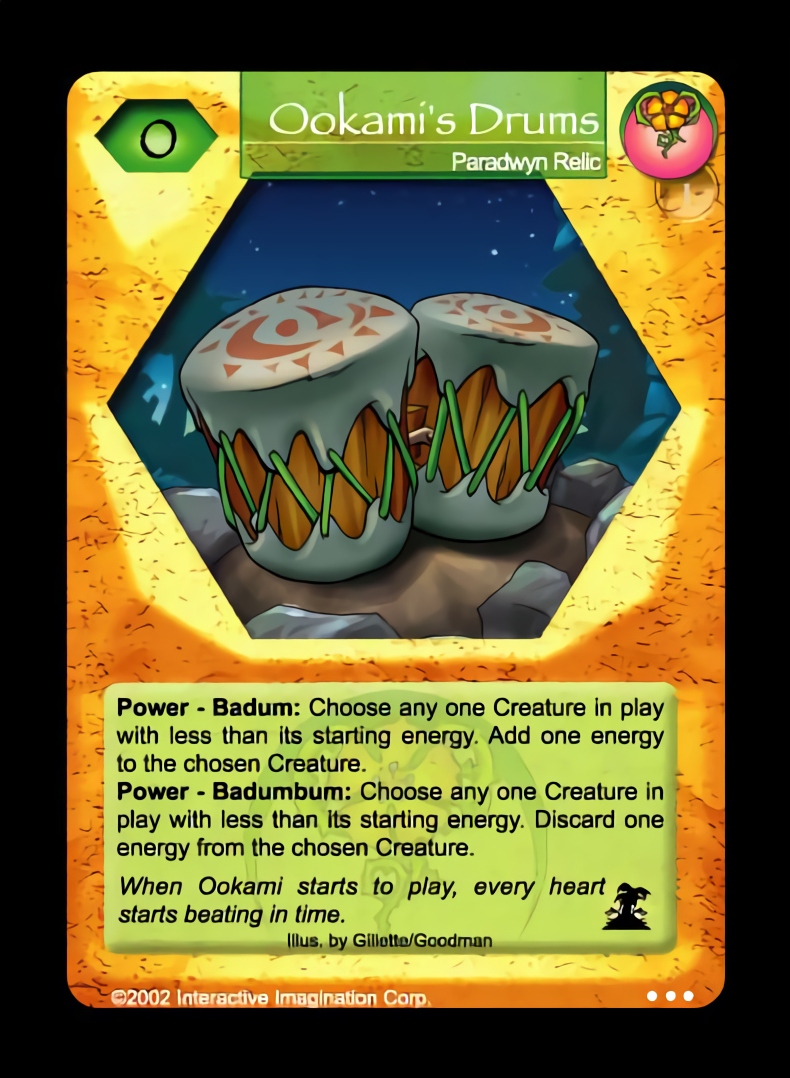 O
Ookami's Drums
Paradwyn Relic
Power - Badum: Choose any one Creature in play
with less than its starting energy. Add one energy
to the chosen Creature.
Power - Badumbum: Choose any one Creature in
play with less than its starting energy. Discard one
energy from the chosen Creature.
When Ookami starts to play, every heart
starts beating in time.
Illus. by Gillette/Goodman
©2002 Interactive Imagination Corp.